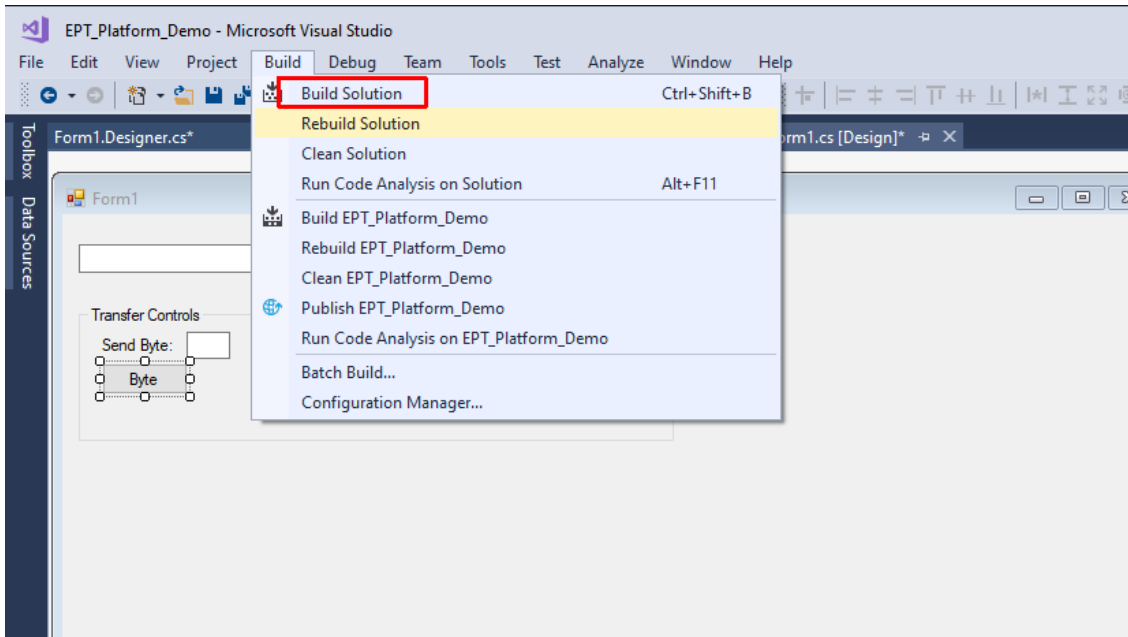 EPT_Platform_Demo - Microsoft Visual Studio
File Edit View Project Build Debug Team Tools Test Analyze Window Help
Build Solution Ctrl+Shift+B
Rebuild Solution
Clean Solution
Run Code Analysis on Solution Alt+F11
Build EPT_Platform_Demo
Rebuild EPT_Platform_Demo
Clean EPT_Platform_Demo
Publish EPT_Platform_Demo
Run Code Analysis on EPT_Platform_Demo
Batch Build...
Configuration Manager...
Toolbox
Data Sources
Form1.Designer.cs*
orm1.cs [Design]*
Form1
Transfer Controls
Send Byte:
Byte